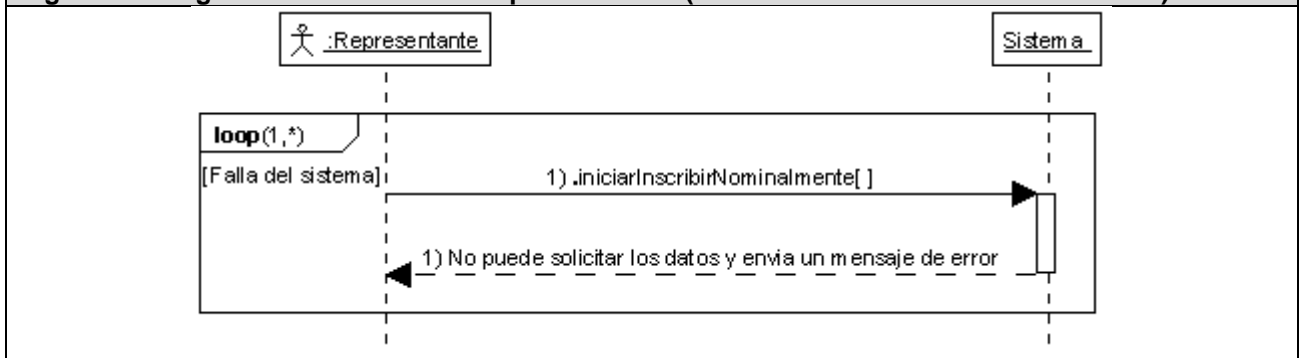 :Representante
Sistema
loop(1,*)
[Falla del sistema]
1) .iniciarInscribirNominalmente[ ]
1) No puede solicitar los datos y envia un mensaje de error